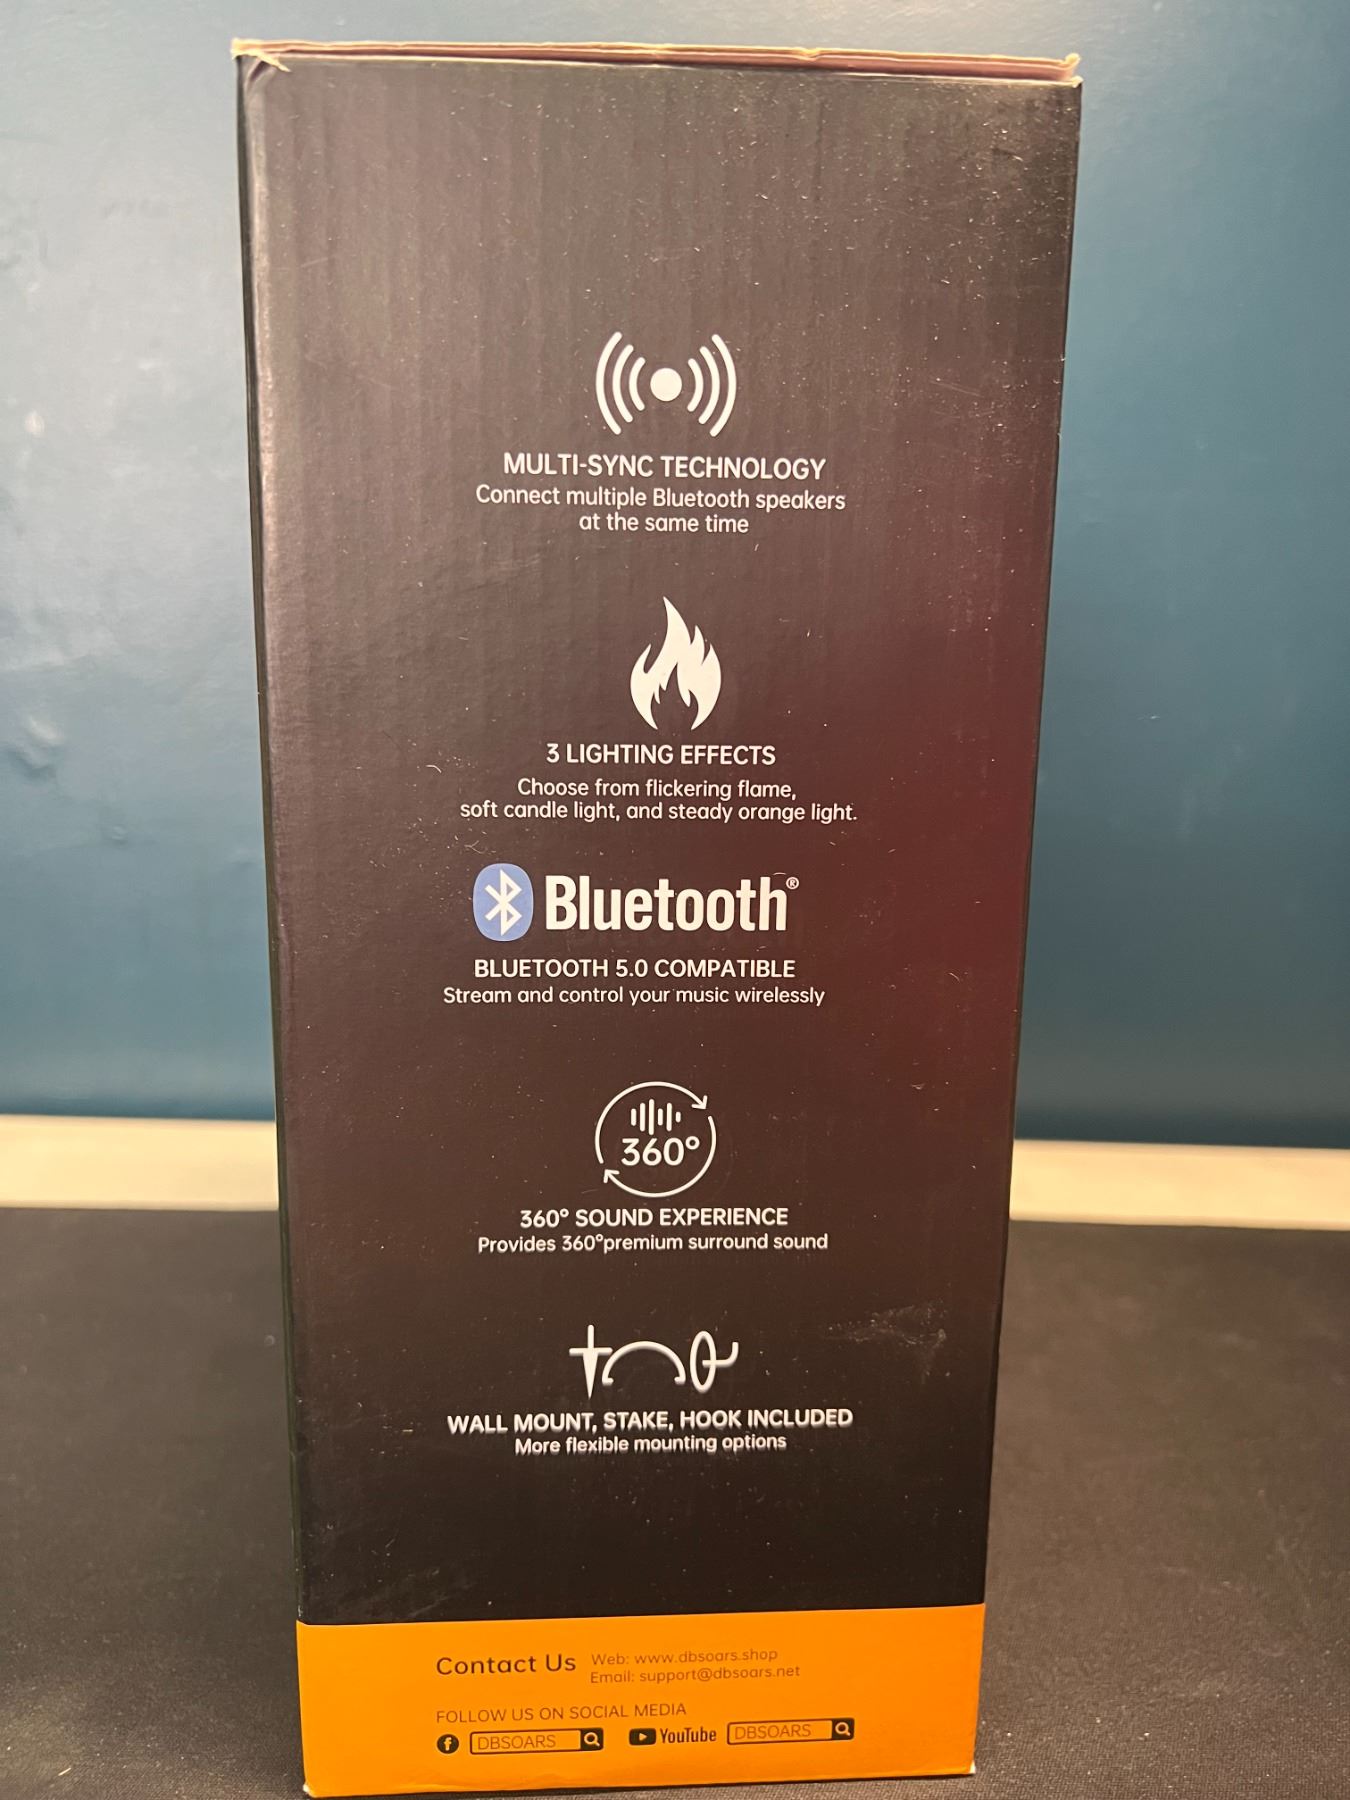 MULTI-SYNC TECHNOLOGY
Connect multiple Bluetooth speakers
at the same time
3 LIGHTING EFFECTS
Choose from flickering flame,
soft candle light, and steady orange light.
Bluetooth®
BLUETOOTH 5.0 COMPATIBLE
Stream and control your music wirelessly
360°
360° SOUND EXPERIENCE
Provides 360°premium surround sound
WALL MOUNT, STAKE, HOOK INCLUDED
More flexible mounting options
Contact Us Web: www.dbsoars.shop
Email: support@dbsoars.net
FOLLOW US ON SOCIAL MEDIA
f DBSOARS YouTube DBSOARS